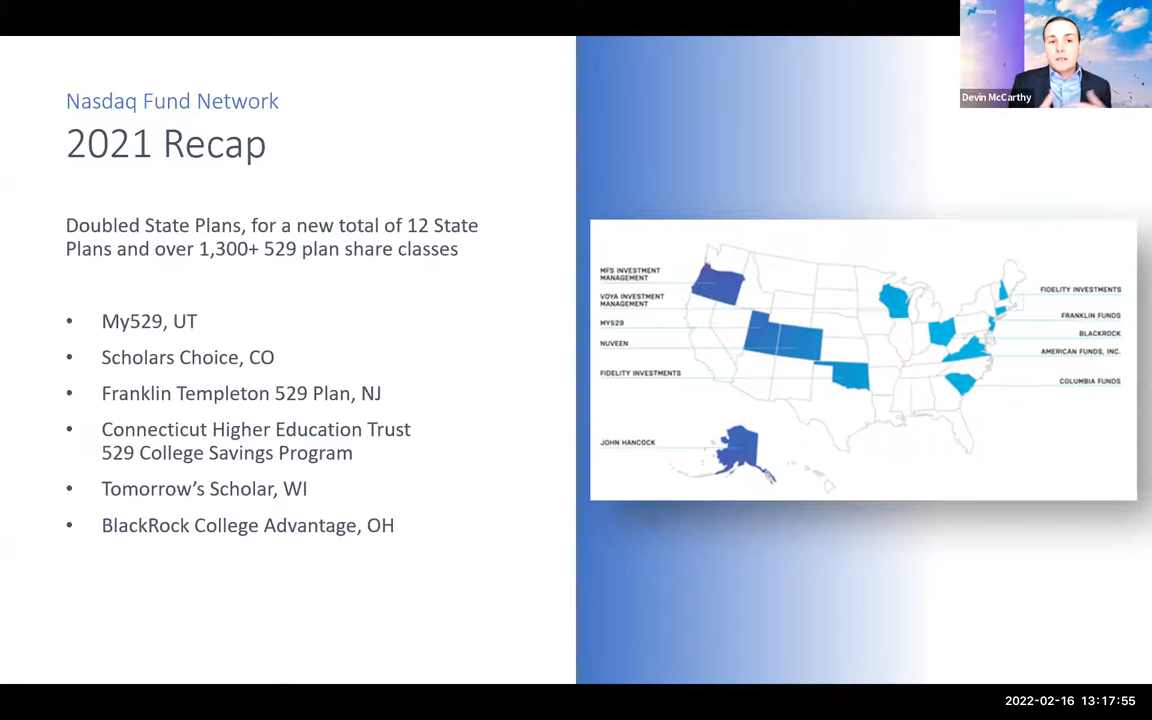 Nasdaq
Devin McCarthy
Nasdaq Fund Network
2021 Recap
Doubled State Plans, for a new total of 12 State
Plans and over 1,300+ 529 plan share classes
• My529, UT
• Scholars Choice, CO
• Franklin Templeton 529 Plan, NJ
• Connecticut Higher Education Trust
529 College Savings Program
• Tomorrow's Scholar, WI
• BlackRock College Advantage, OH
MFS INVESTMENT
MANAGEMENT
VOYA INVESTMENT
MANAGEMENT
MY529
NUVEEN
FIDELITY INVESTMENTS
JOHN HANCOCK
FIDELITY INVESTMENTS
FRANKLIN FUNDS
BLACKROCK
AMERICAN FUNDS, INC.
COLUMBIA FUNDS
2022-02-16 13:17:55